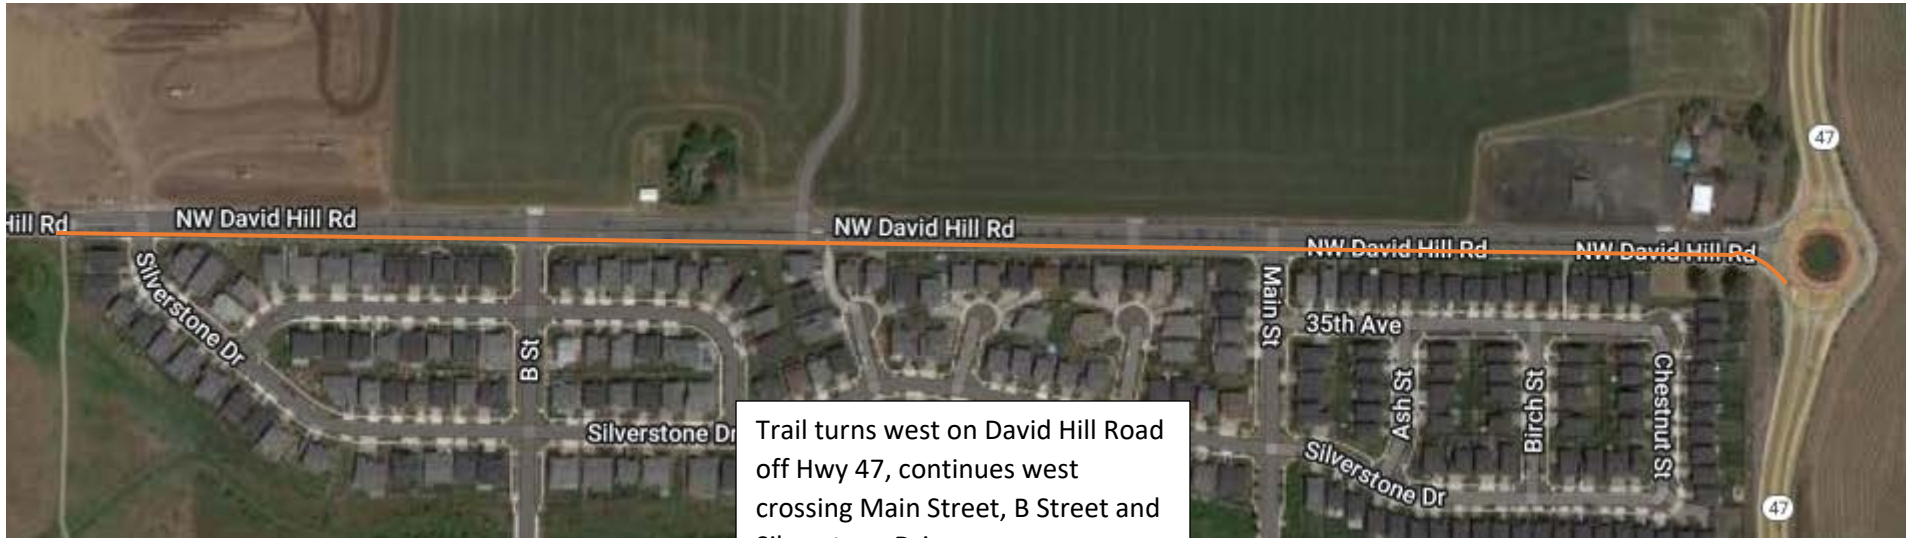 47
Hill Rd
NW David Hill Rd
NW David Hill Rd
NW David Hill Rd
NW David Hill Rd
Silverstone Dr
Main St
35th Ave
B St
Chestnut St
Ash St
Birch St
Silverstone Dr
Silverstone Dr
47
Trail turns west on David Hill Road
off Hwy 47, continues west
crossing Main Street, B Street and